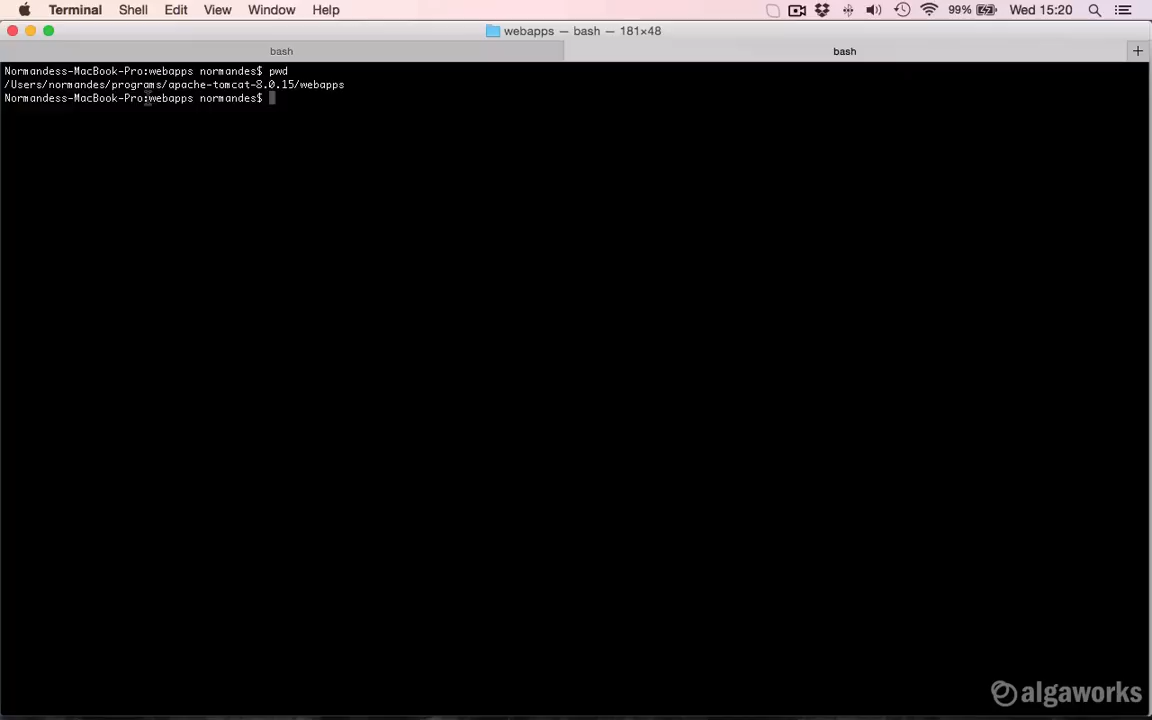 Terminal Shell Edit View Window Help 99% Wed 15:20
webapps — bash — 181×48
bash bash +
Normandess-MacBook-Pro:webapps normandes$ pwd
/Users/normandes/programs/apache-tomcat-8.0.15/webapps
Normandess-MacBook-Pro:webapps normandes$
algaworks